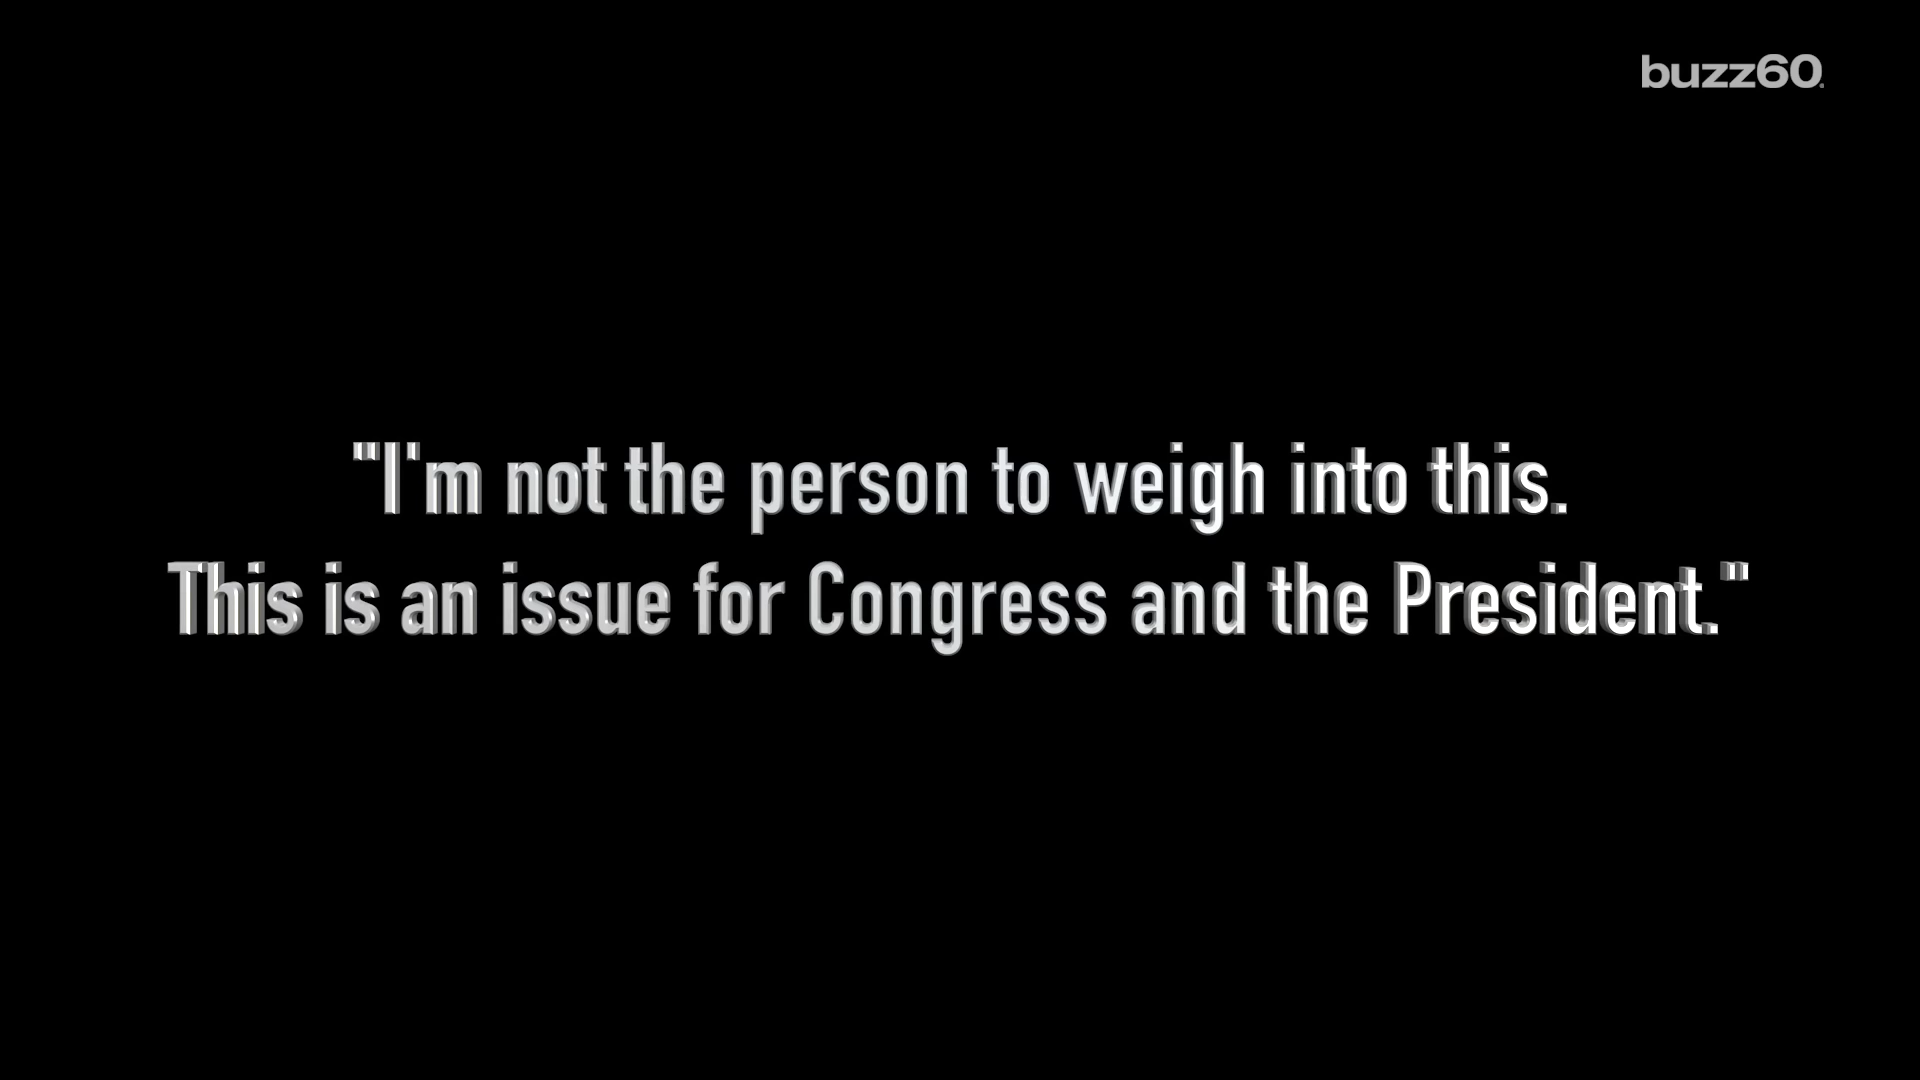 buzz60
"I'm not the person to weigh into this.
This is an issue for Congress and the President."